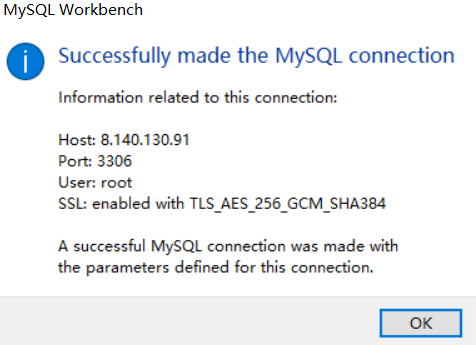 MySQL Workbench
Successfully made the MySQL connection
Information related to this connection:
Host: 8.140.130.91
Port: 3306
User: root
SSL: enabled with TLS_AES_256_GCM_SHA384
A successful MySQL connection was made with
the parameters defined for this connection.
OK